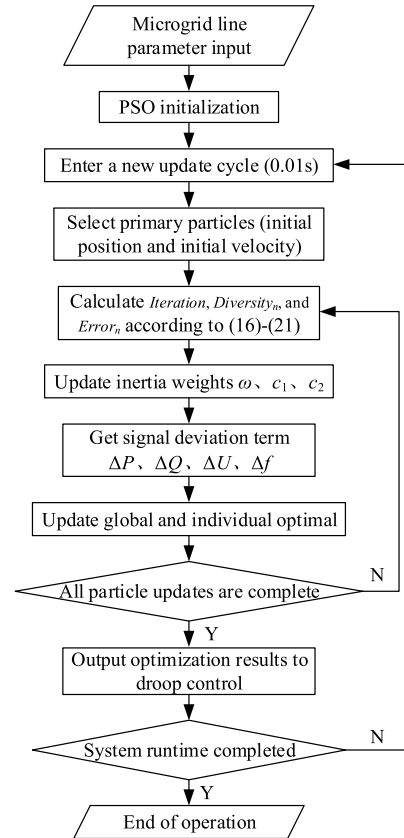 Microgrid line
parameter input
PSO initialization
Enter a new update cycle (0.01s)
Select primary particles (initial
position and initial velocity)
Calculate Iteration, Diversityₙ, and
Errorₙ according to (16)-(21)
Update inertia weights ω、c₁、c₂
Get signal deviation term
ΔP、ΔQ、ΔU、Δf
Update global and individual optimal
All particle updates are complete
N
Y
Output optimization results to
droop control
System runtime completed
N
Y
End of operation